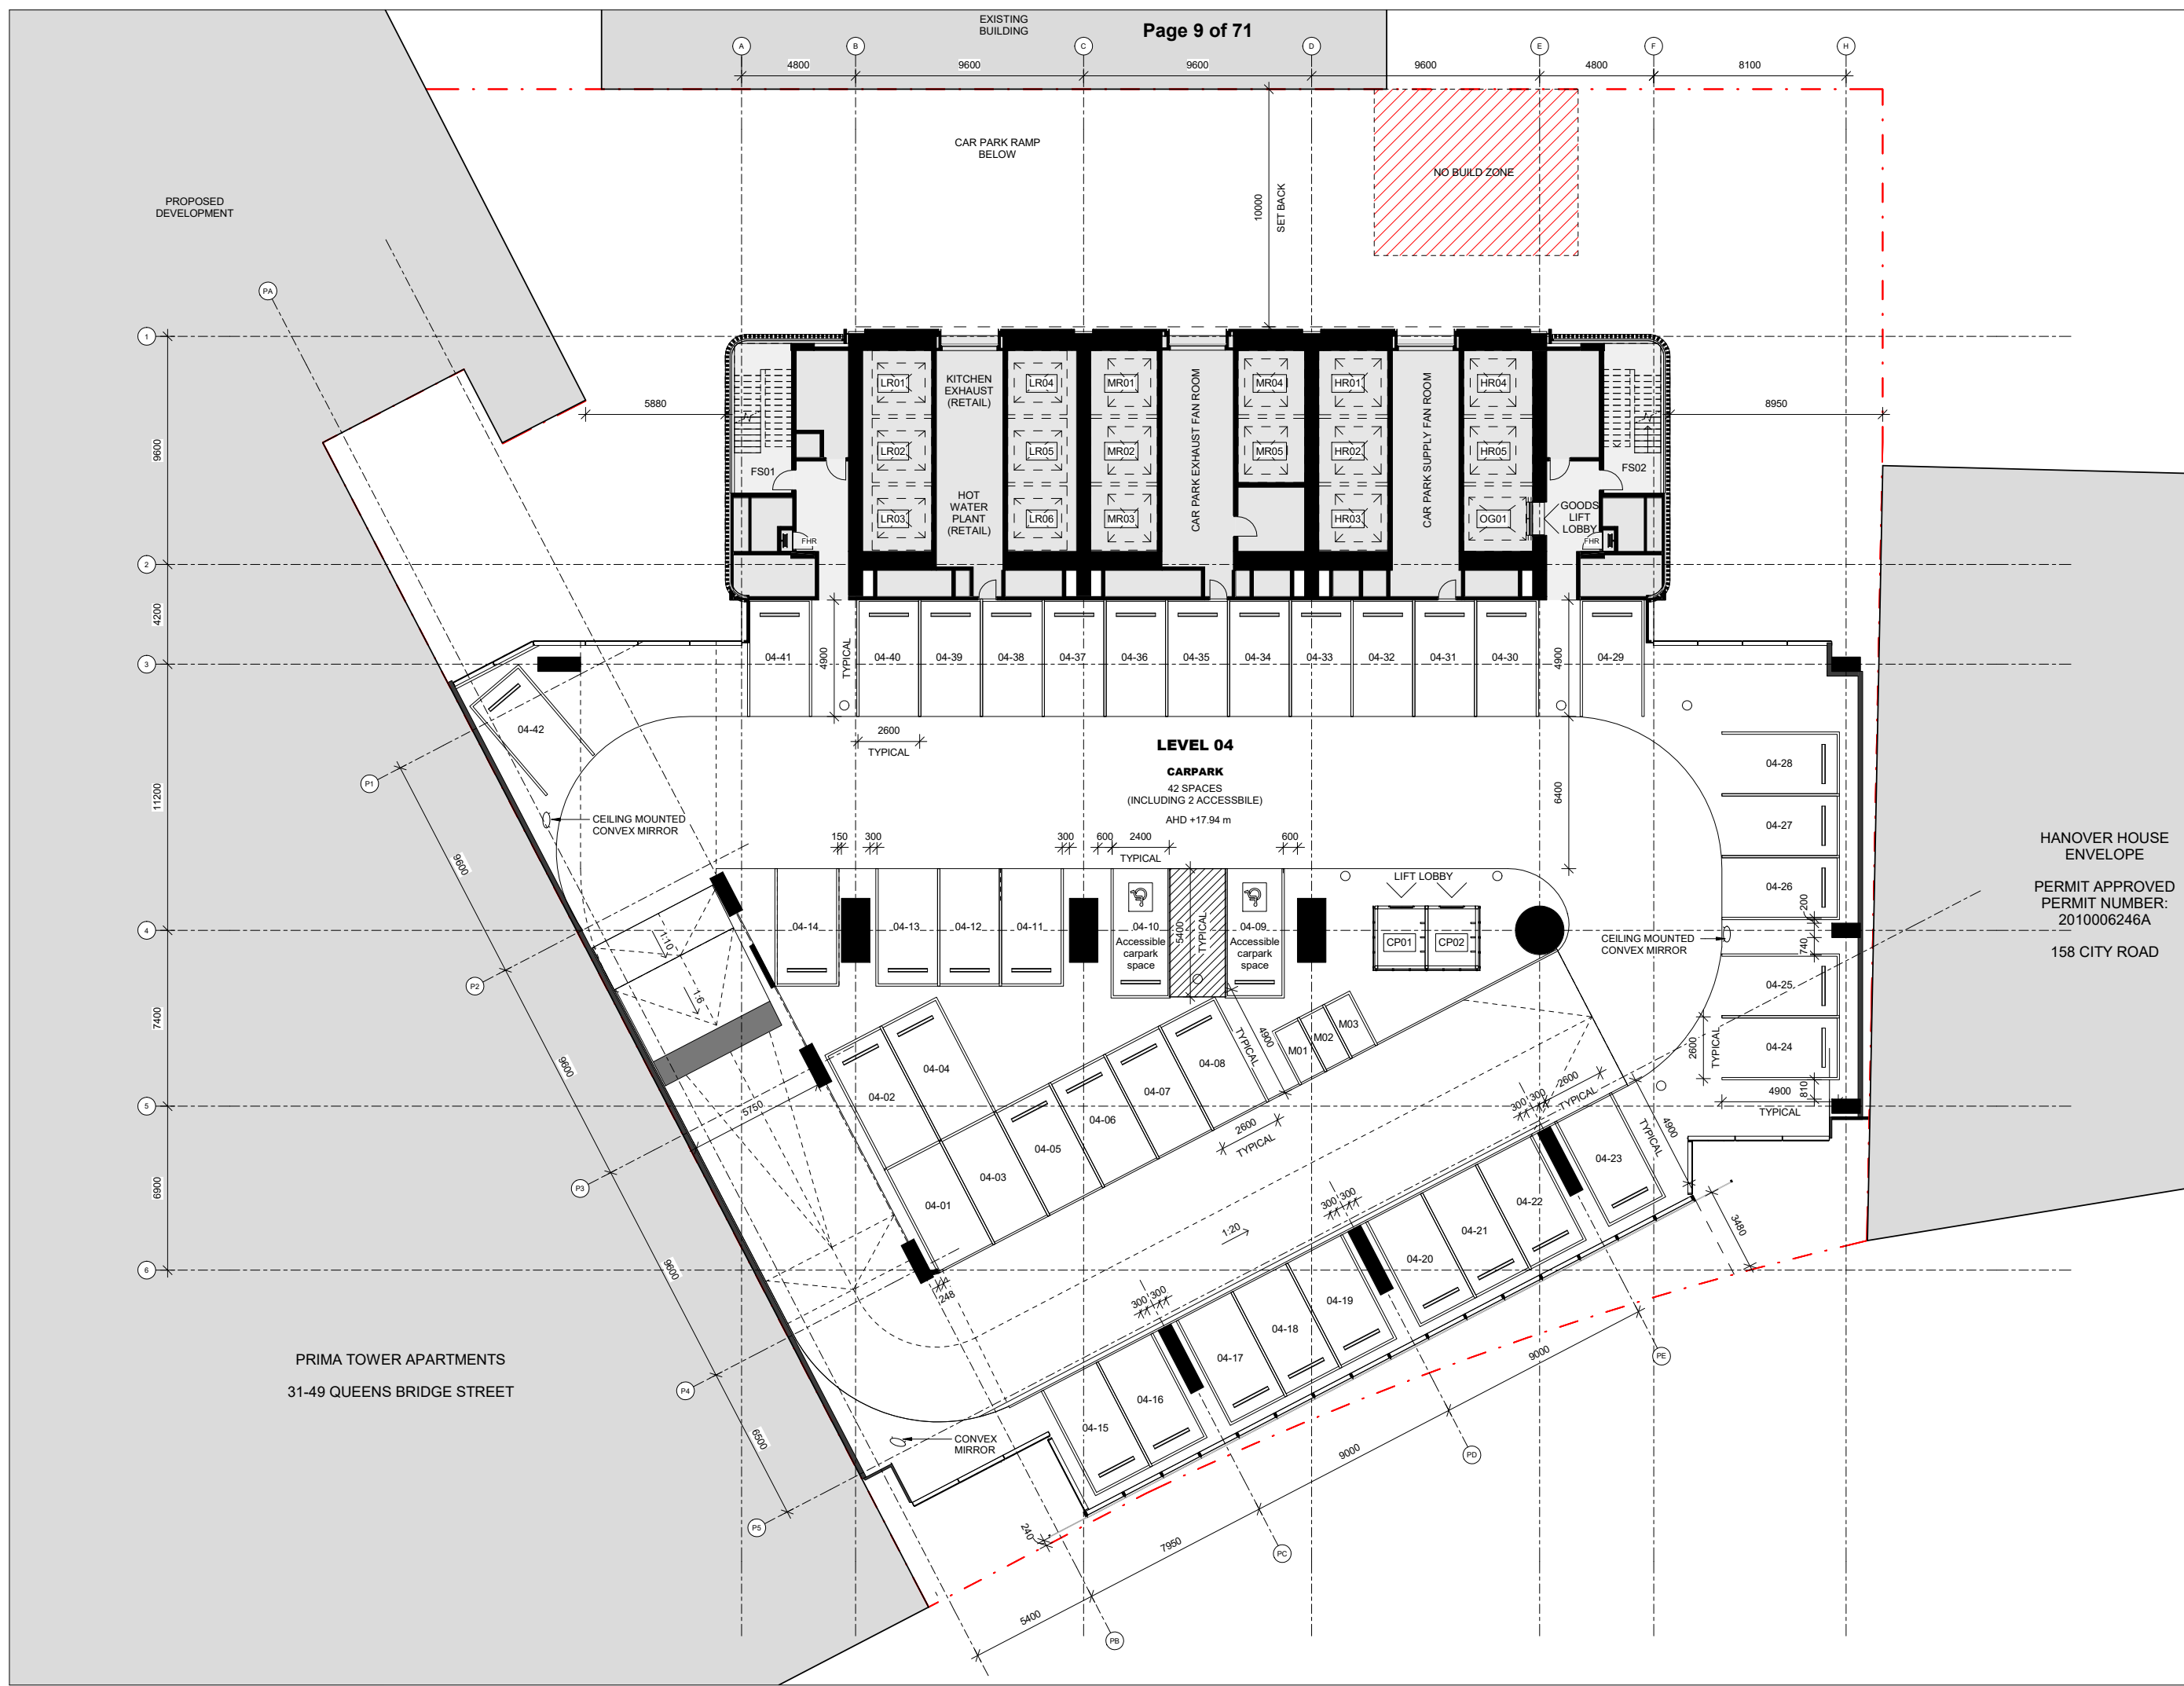 EXISTING
BUILDING
Page 9 of 71
A
B
C
D
E
F
H
4800
9600
9600
9600
4800
8100
CAR PARK RAMP
BELOW
NO BUILD ZONE
10000
SET BACK
PROPOSED
DEVELOPMENT
PA
1
2
3
4
5
6
9600
4200
11200
7400
6900
5880
8950
FS01
FS02
FHR
FHR
LR01
LR02
LR03
KITCHEN
EXHAUST
(RETAIL)
HOT
WATER
PLANT
(RETAIL)
LR04
LR05
LR06
MR01
MR02
MR03
CAR PARK EXHAUST FAN ROOM
MR04
MR05
HR01
HR02
HR03
CAR PARK SUPPLY FAN ROOM
HR04
HR05
OG01
GOODS
LIFT
LOBBY
04-41
4900
TYPICAL
04-40
04-39
04-38
04-37
04-36
04-35
04-34
04-33
04-32
04-31
04-30
4900
04-29
04-42
2600
TYPICAL
LEVEL 04
CARPARK
42 SPACES
(INCLUDING 2 ACCESSBILE)
AHD +17.94 m
6400
CEILING MOUNTED
CONVEX MIRROR
150
300
300
600
2400
TYPICAL
600
LIFT LOBBY
CP01
CP02
04-14
04-13
04-12
04-11
04-10
Accessible
carpark
space
5400
TYPICAL
04-09
Accessible
carpark
space
04-28
04-27
04-26
200
740
CEILING MOUNTED
CONVEX MIRROR
04-25
04-24
2600
TYPICAL
4900
TYPICAL
810
HANOVER HOUSE
ENVELOPE
PERMIT APPROVED
PERMIT NUMBER:
2010006246A
158 CITY ROAD
P1
P2
P3
P4
P5
9600
9600
9600
6500
1:10
1:6
5750
04-02
04-04
04-01
04-03
04-05
04-06
04-07
04-08
TYPICAL
4900
M01
M02
M03
2600
TYPICAL
300
300
2600
TYPICAL
4900
TYPICAL
04-23
04-22
04-21
04-20
300
300
04-19
04-18
04-17
300
300
04-16
04-15
1:20
248
3480
CONVEX
MIRROR
240
5400
7950
9000
9000
PB
PC
PD
PE
PRIMA TOWER APARTMENTS
31-49 QUEENS BRIDGE STREET